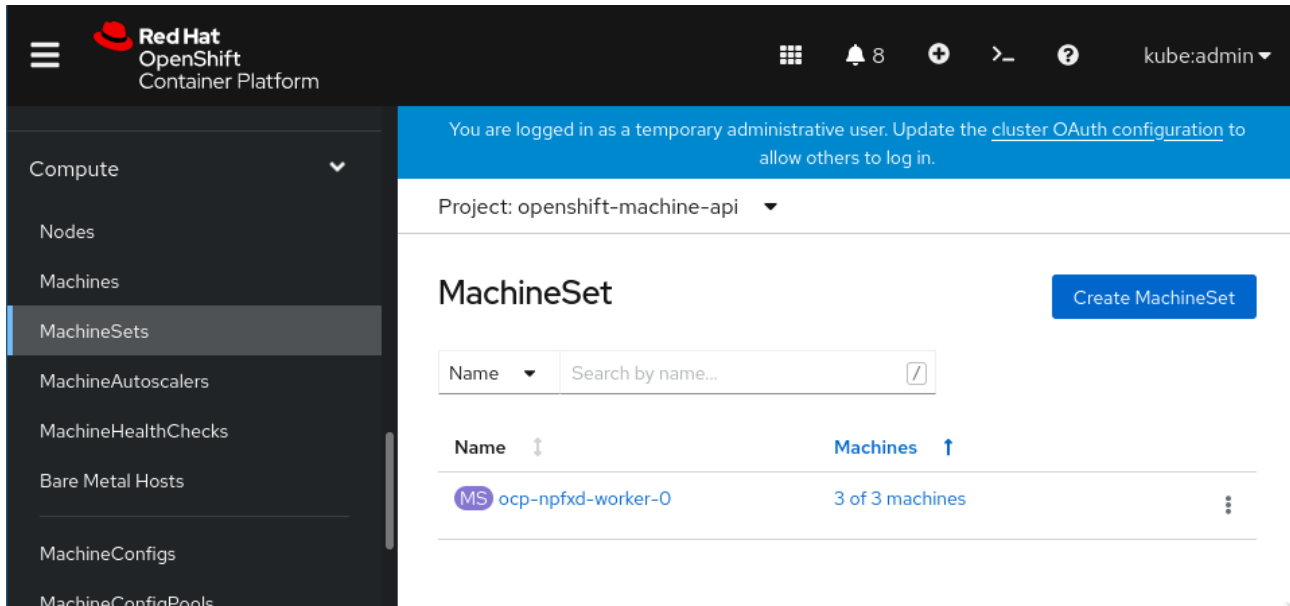 Red Hat
OpenShift
Container Platform
8
kube:admin
You are logged in as a temporary administrative user. Update the cluster OAuth configuration to
allow others to log in.
Compute
Nodes
Machines
MachineSets
MachineAutoscalers
MachineHealthChecks
Bare Metal Hosts
MachineConfigs
MachineConfigPools
Project: openshift-machine-api
MachineSet
Create MachineSet
Name
Search by name...
/
Name
Machines
MS ocp-npfxd-worker-0
3 of 3 machines